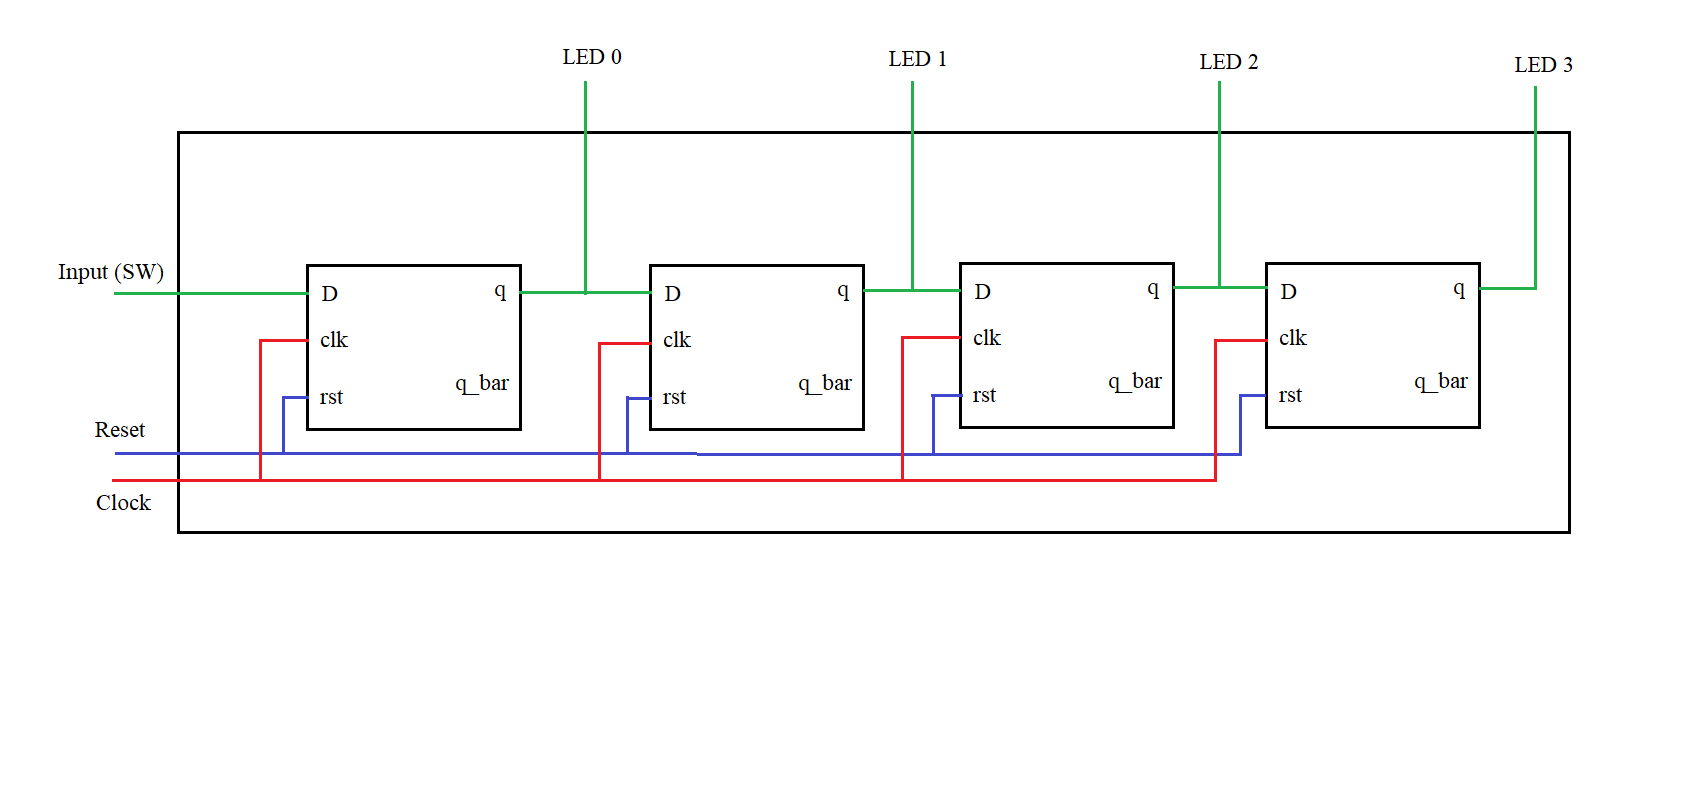 LED 0
LED 1
LED 2
LED 3
Input (SW)
D
q
clk
q_bar
rst
D
q
clk
q_bar
rst
D
q
clk
q_bar
rst
D
q
clk
q_bar
rst
Reset
Clock